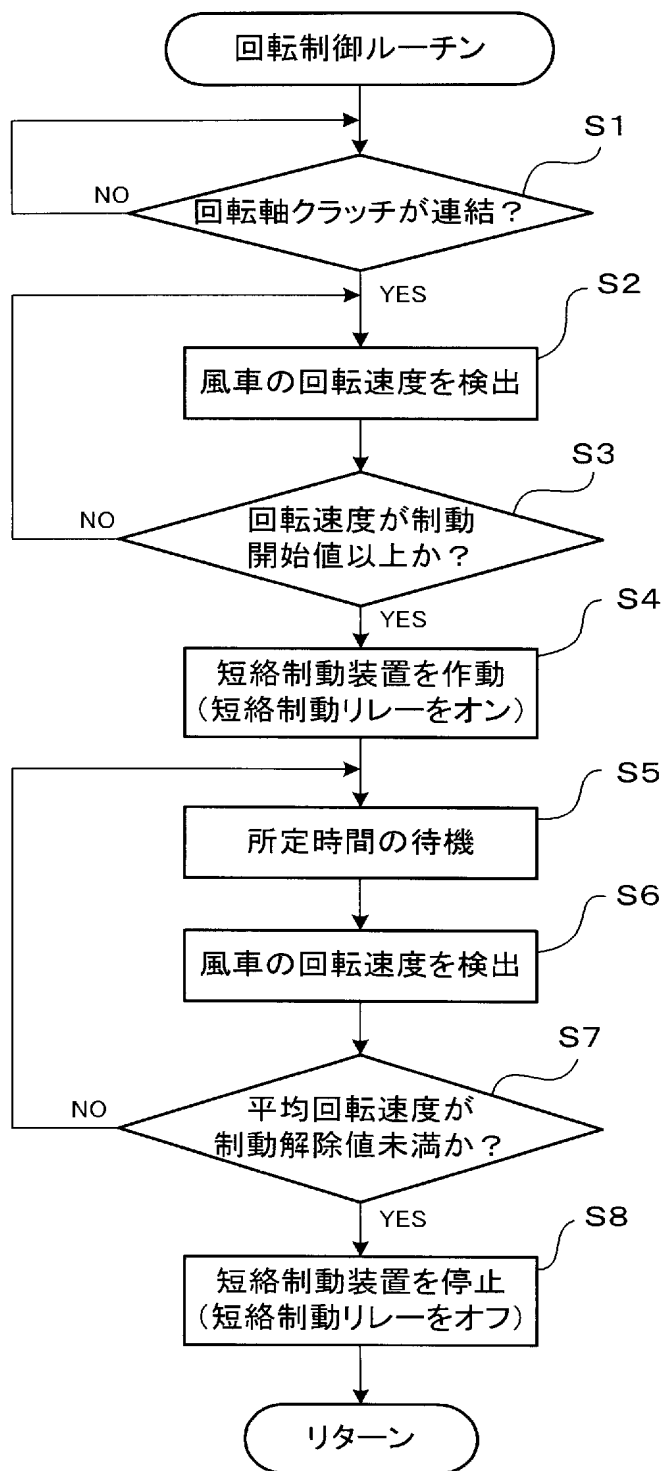 回転制御ルーチン
S1
NO
回転軸クラッチが連結？
YES
S2
風車の回転速度を検出
S3
NO
回転速度が制動
開始値以上か？
YES
S4
短絡制動装置を作動
（短絡制動リレーをオン）
S5
所定時間の待機
S6
風車の回転速度を検出
S7
NO
平均回転速度が
制動解除値未満か？
YES
S8
短絡制動装置を停止
（短絡制動リレーをオフ）
リターン